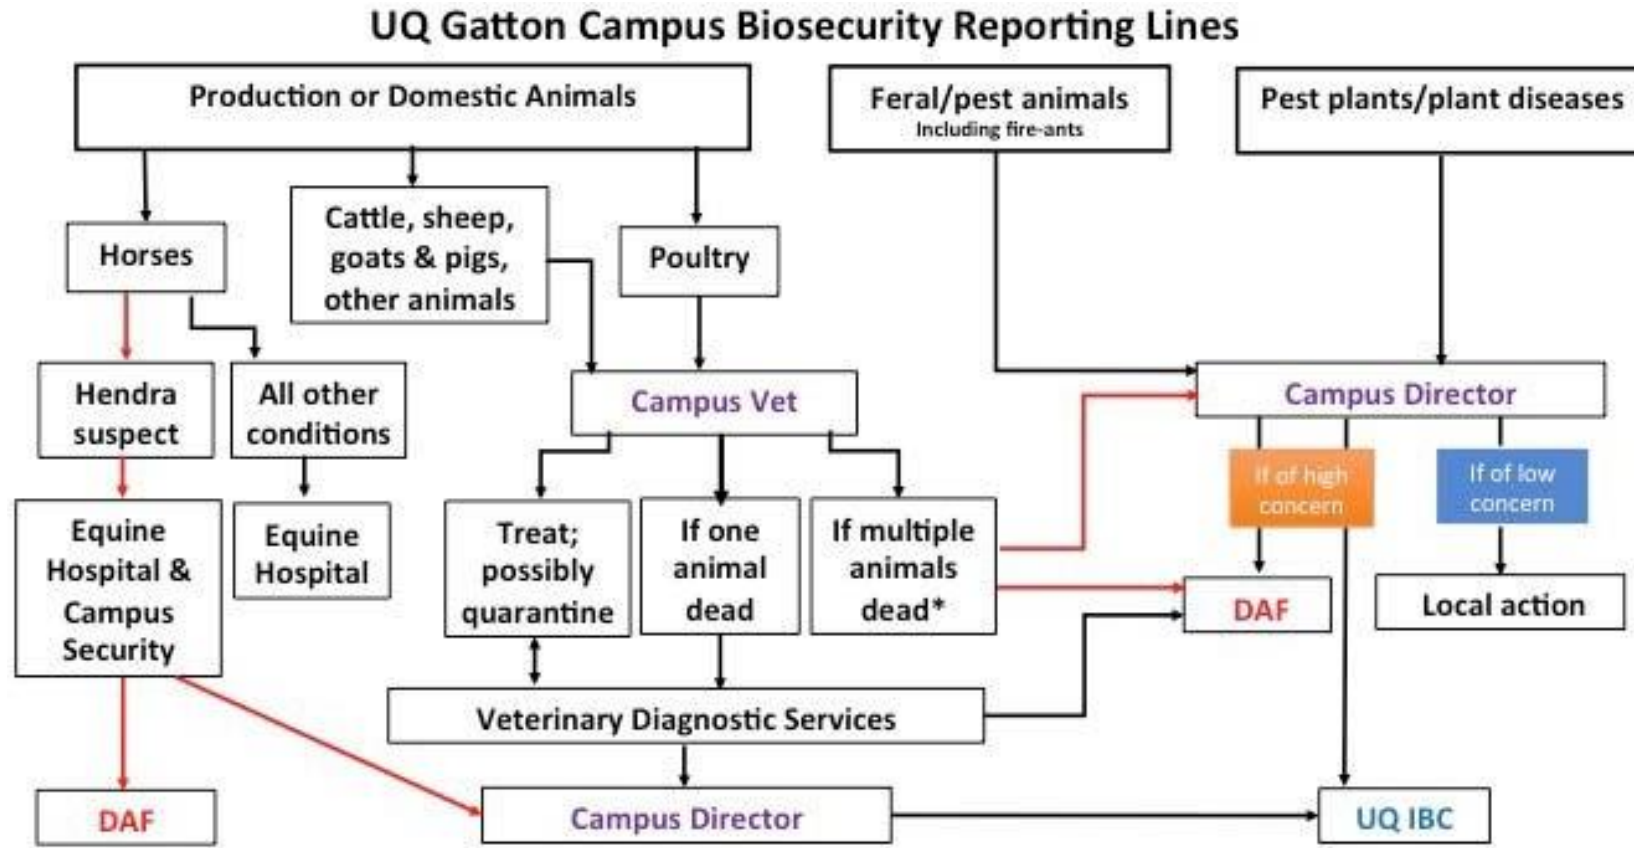 UQ Gatton Campus Biosecurity Reporting Lines
Production or Domestic Animals
Feral/pest animals
Including fire-ants
Pest plants/plant diseases
Horses
Cattle, sheep,
goats & pigs,
other animals
Poultry
Hendra
suspect
All other
conditions
Campus Vet
Campus Director
If of high
concern
If of low
concern
Equine
Hospital &
Campus
Security
Equine
Hospital
Treat;
possibly
quarantine
If one
animal
dead
If multiple
animals
dead*
DAF
Local action
Veterinary Diagnostic Services
DAF
Campus Director
UQ IBC